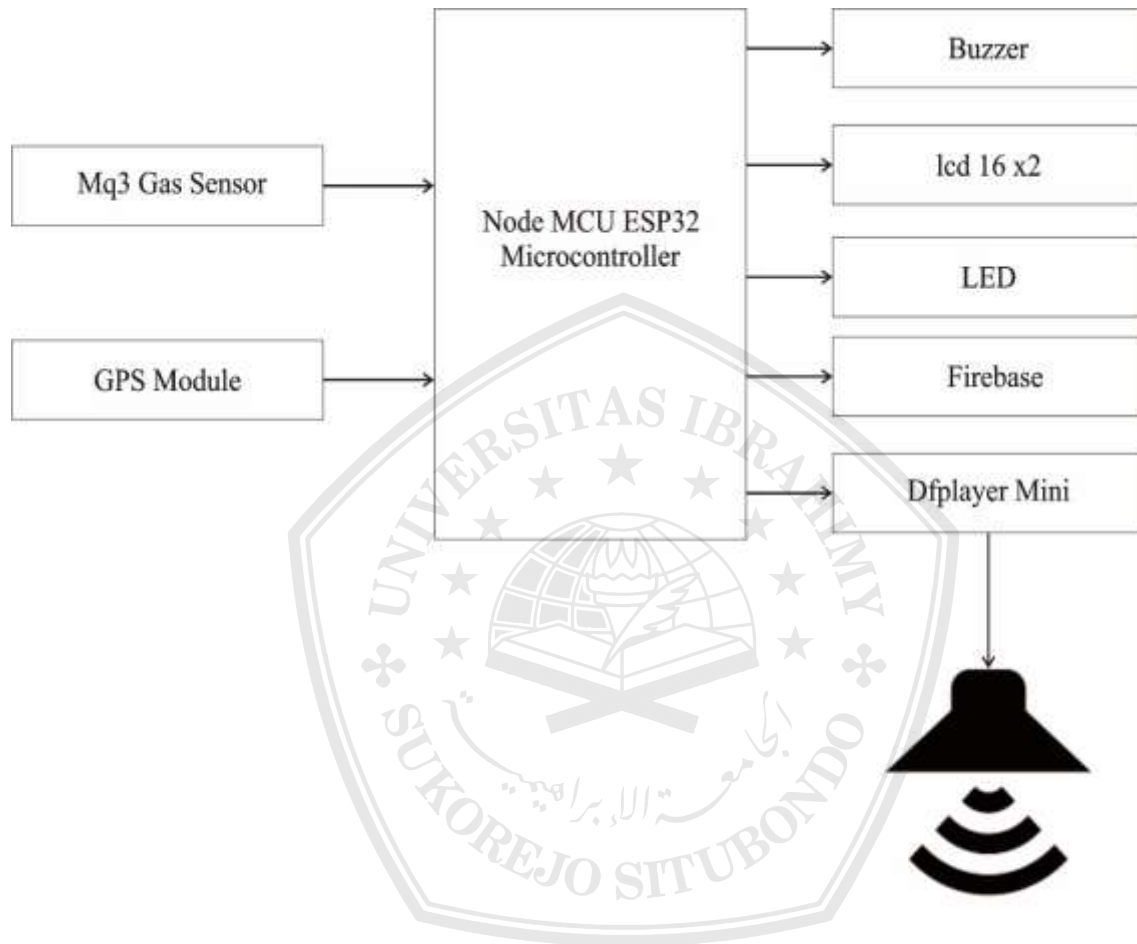 Buzzer
Mq3 Gas Sensor
lcd 16 x2
Node MCU ESP32
Microcontroller
LED
GPS Module
Firebase
Dfplayer Mini
UNIVERSITAS IBRAHIMY
SUKOREJO SITUBONDO